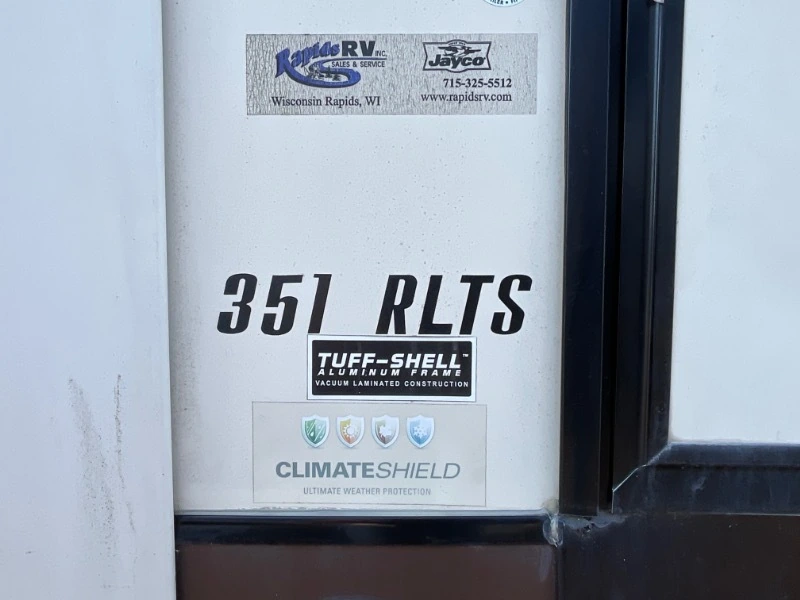 Rapids RV INC.
SALES & SERVICE
Wisconsin Rapids, WI
Jayco
715-325-5512
www.rapidsrv.com
351 RLTS
TUFF-SHELL™
ALUMINUM FRAME
VACUUM LAMINATED CONSTRUCTION
CLIMATESHIELD
ULTIMATE WEATHER PROTECTION